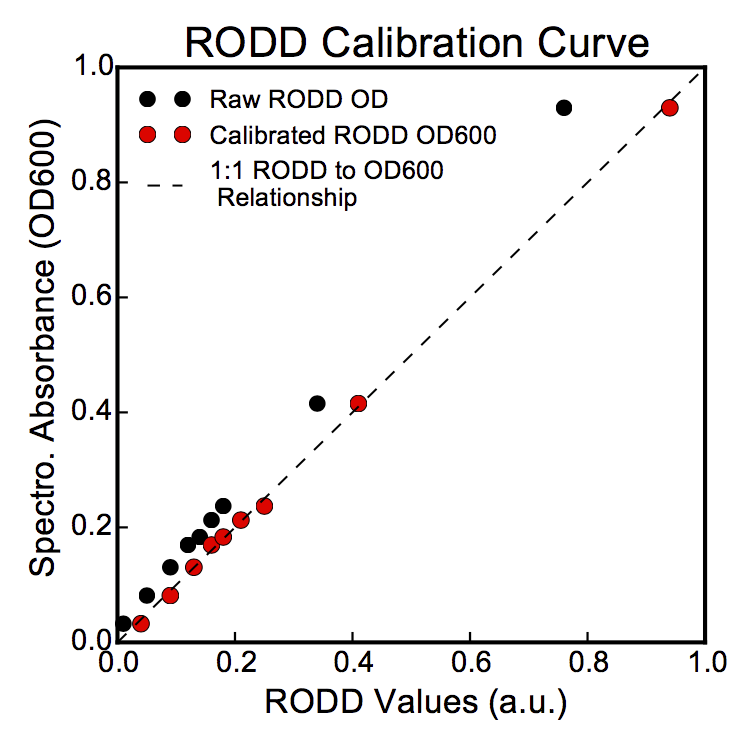 RODD Calibration Curve
1.0
Raw RODD OD
Calibrated RODD OD600
1:1 RODD to OD600
Relationship
0.8
0.6
0.4
0.2
0.0
Spectro. Absorbance (OD600)
0.0 0.2 0.4 0.6 0.8 1.0
RODD Values (a.u.)